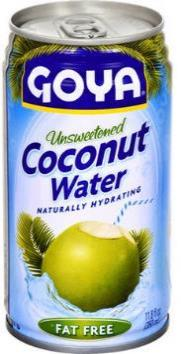 GOYA
Unsweetened
Coconut
Water
NATURALLY HYDRATING
FAT FREE